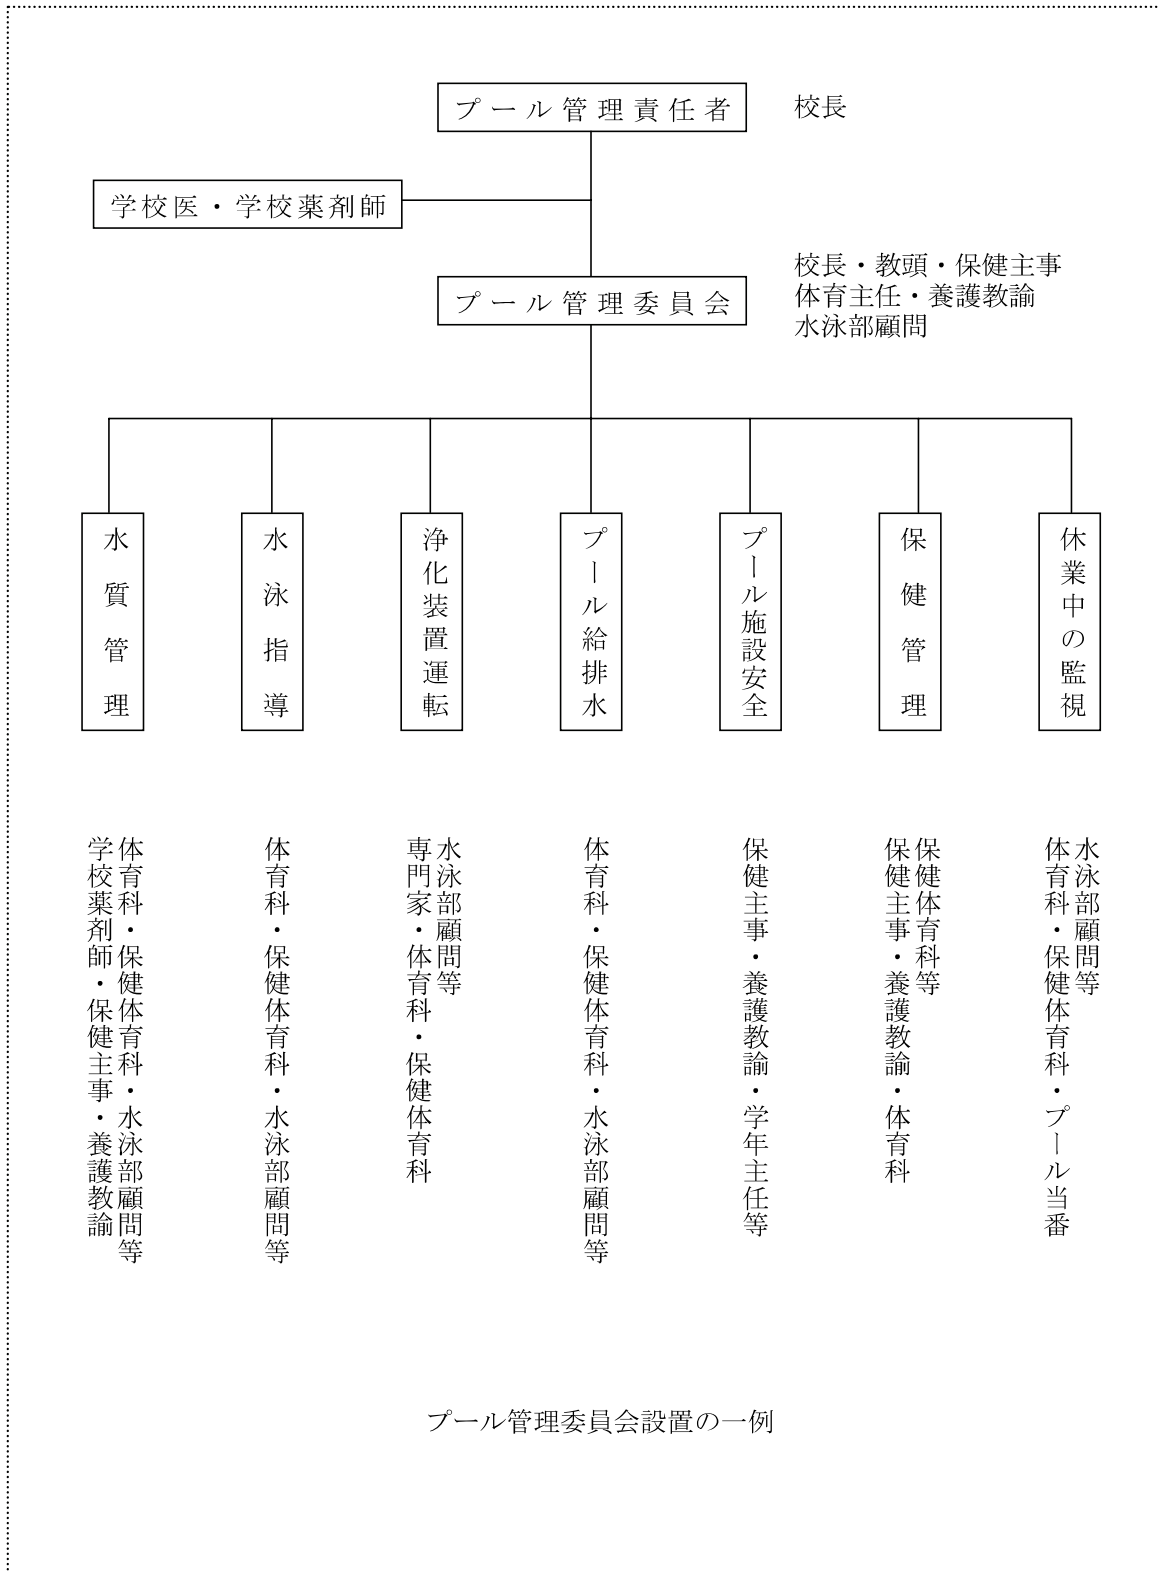 プール管理責任者
校長
学校医・学校薬剤師
プール管理委員会
校長・教頭・保健主事
体育主任・養護教諭
水泳部顧問
水質管理
水泳指導
浄化装置運転
プール給排水
プール施設安全
保健管理
休業中の監視
学校薬剤師・保健主事・養護教諭
体育科・保健体育科・水泳部顧問等
体育科・保健体育科・水泳部顧問等
専門家・体育科・保健体育科
水泳部顧問等
体育科・保健体育科・水泳部顧問等
保健主事・養護教諭・学年主任等
保健主事・養護教諭・体育科
保健体育科等
体育科・保健体育科・プール当番
水泳部顧問等
プール管理委員会設置の一例